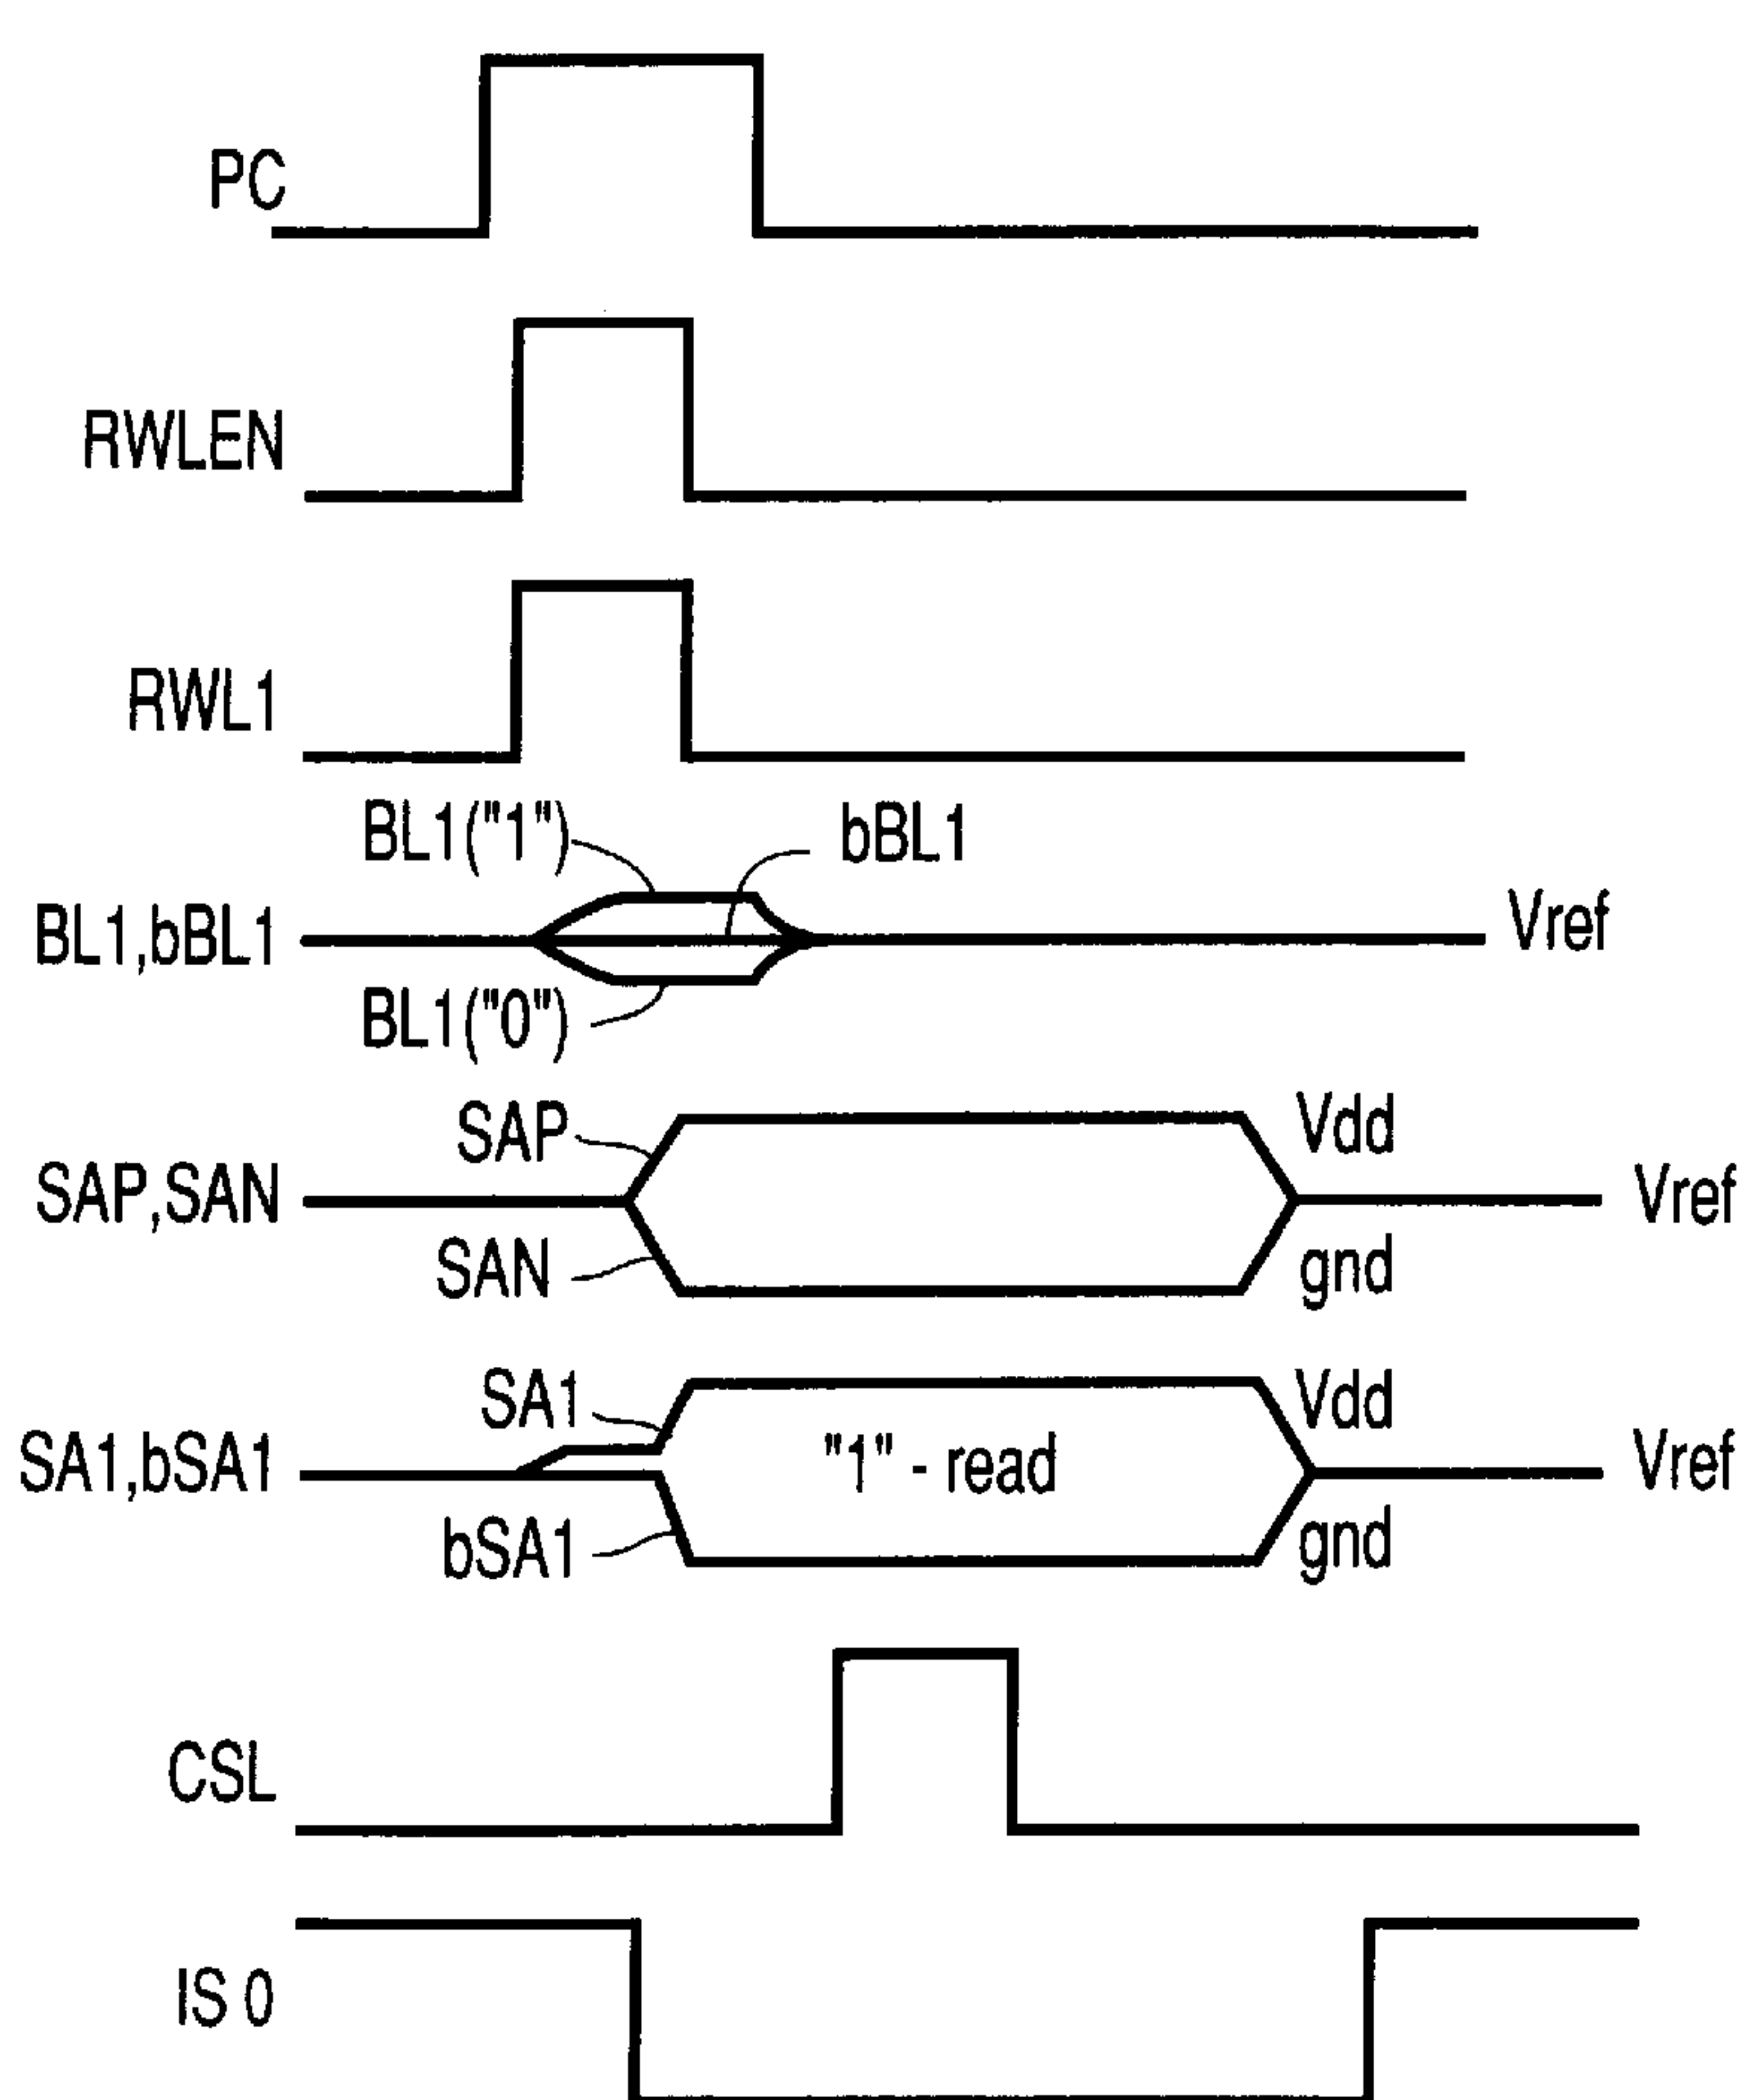 PC
RWLEN
RWL1
BL1("1")
bBL1
BL1,bBL1
Vref
BL1("0")
SAP
Vdd
SAP,SAN
Vref
SAN
gnd
SA1
Vdd
SA1,bSA1
"1" - read
Vref
bSA1
gnd
CSL
IS 0